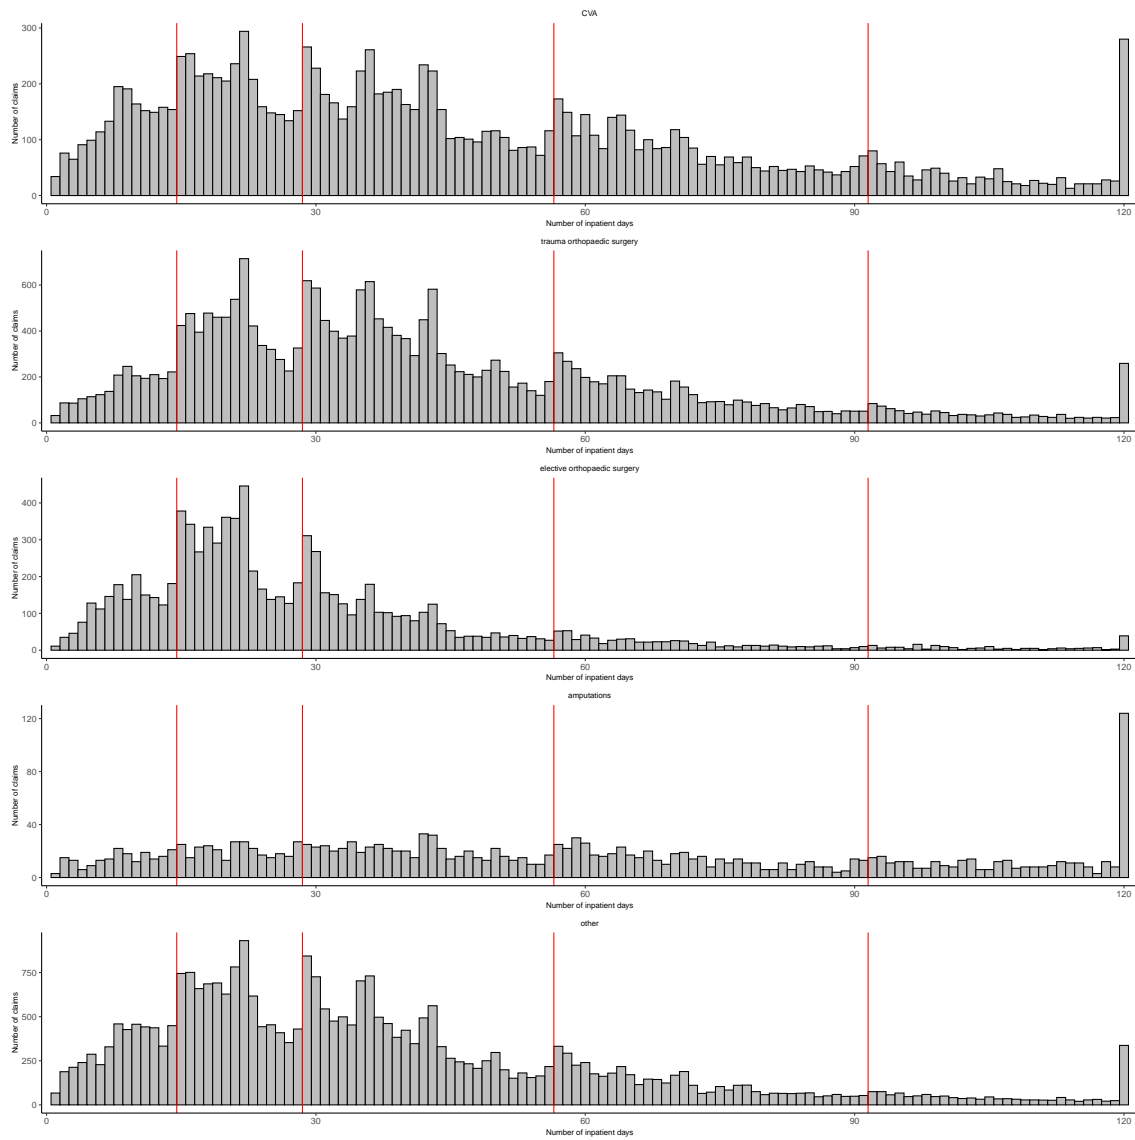 CVA
300
200
100
0
Number of claims
0 30 60 90 120
Number of inpatient days
trauma orthopaedic surgery
600
400
200
0
Number of claims
0 30 60 90 120
Number of inpatient days
elective orthopaedic surgery
400
300
200
100
0
Number of claims
0 30 60 90 120
Number of inpatient days
amputations
120
80
40
0
Number of claims
0 30 60 90 120
Number of inpatient days
other
750
500
250
0
Number of claims
0 30 60 90 120
Number of inpatient days